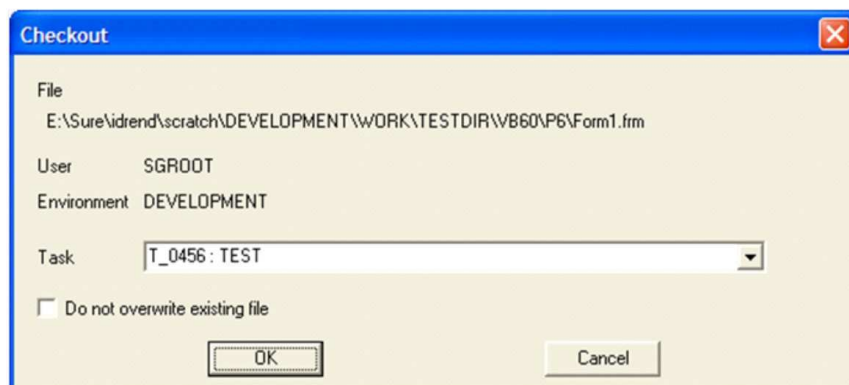 Checkout
File
E:\Sure\idrend\scratch\DEVELOPMENT\WORK\TESTDIR\VB60\P6\Form1.frm
User SGROOT
Environment DEVELOPMENT
Task T_0456 : TEST
Do not overwrite existing file
OK Cancel